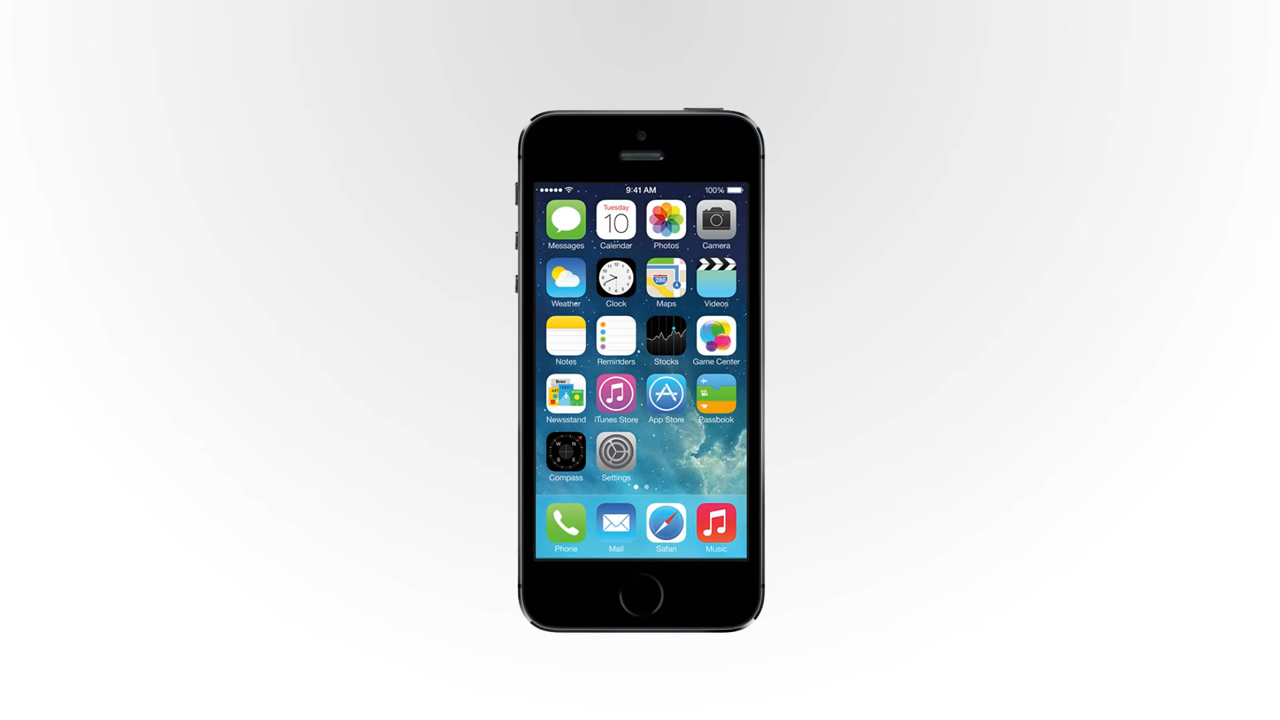 9:41 AM 100%
Tuesday
10
Messages Calendar Photos Camera
280
Weather Clock Maps Videos
Notes Reminders Stocks Game Center
Newsstand iTunes Store App Store Passbook
N
W E
S
Compass Settings
Phone Mail Safari Music